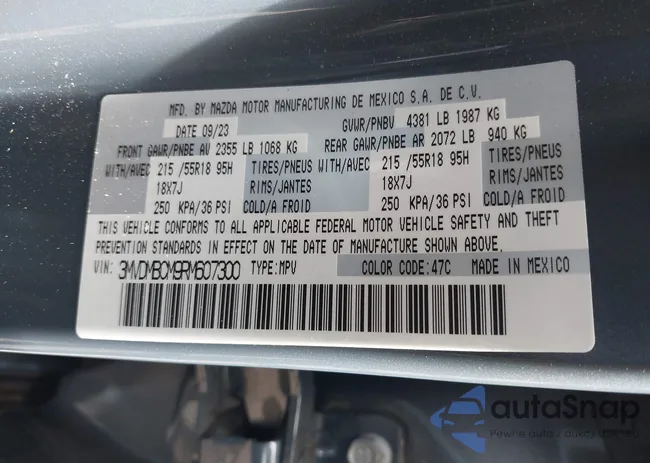 MFD. BY MAZDA MOTOR MANUFACTURING DE MEXICO S.A. DE C.V.
DATE 09/23 GVWR/PNBV 4381 LB 1987 KG
FRONT GAWR/PNBE AV 2355 LB 1068 KG REAR GAWR/PNBE AR 2072 LB 940 KG
WITH/AVEC 215 /55R18 95H TIRES/PNEUS WITH/AVEC 215 /55R18 95H TIRES/PNEUS
18X7J RIMS/JANTES 18X7J RIMS/JANTES
250 KPA/36 PSI COLD/A FROID 250 KPA/36 PSI COLD/A FROID
THIS VEHICLE CONFORMS TO ALL APPLICABLE FEDERAL MOTOR VEHICLE SAFETY AND THEFT
PREVENTION STANDARDS IN EFFECT ON THE DATE OF MANUFACTURE SHOWN ABOVE.
VIN: 3MVDMBCM9RM607300 TYPE:MPV COLOR CODE:47C MADE IN MEXICO
autaSnap
Pewne auta z aukcji USA